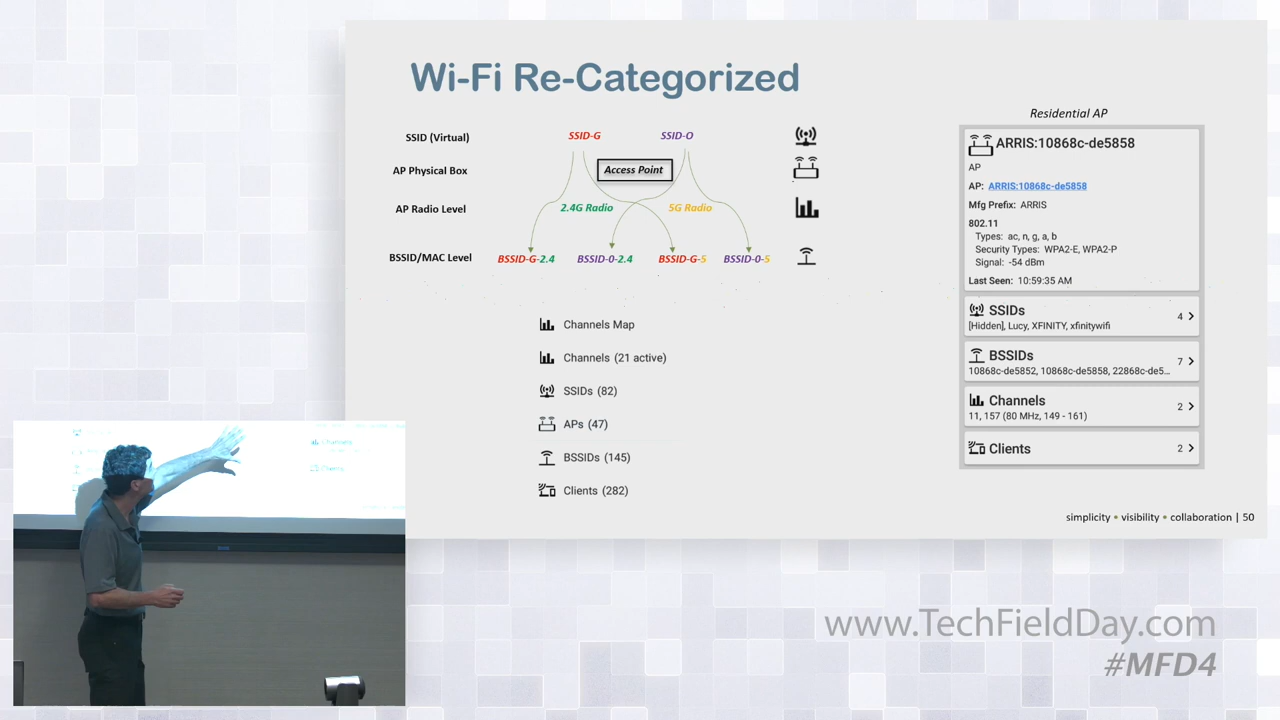 Wi-Fi Re-Categorized
SSID (Virtual)
SSID-G
SSID-O
AP Physical Box
Access Point
AP Radio Level
2.4G Radio
5G Radio
BSSID/MAC Level
BSSID-G-2.4
BSSID-0-2.4
BSSID-G-5
BSSID-0-5
Channels Map
Channels (21 active)
SSIDs (82)
APs (47)
BSSIDs (145)
Clients (282)
Residential AP
ARRIS:10868c-de5858
AP
AP: ARRIS:10868c-de5858
Mfg Prefix: ARRIS
802.11
Types: ac, n, g, a, b
Security Types: WPA2-E, WPA2-P
Signal: -54 dBm
Last Seen: 10:59:35 AM
SSIDs
4
[Hidden], Lucy, XFINITY, xfinitywifi
BSSIDs
7
10868c-de5852, 10868c-de5858, 22868c-de5...
Channels
2
11, 157 (80 MHz, 149 - 161)
Clients
2
simplicity • visibility • collaboration | 50
Channels
Clients
www.TechFieldDay.com
#MFD4